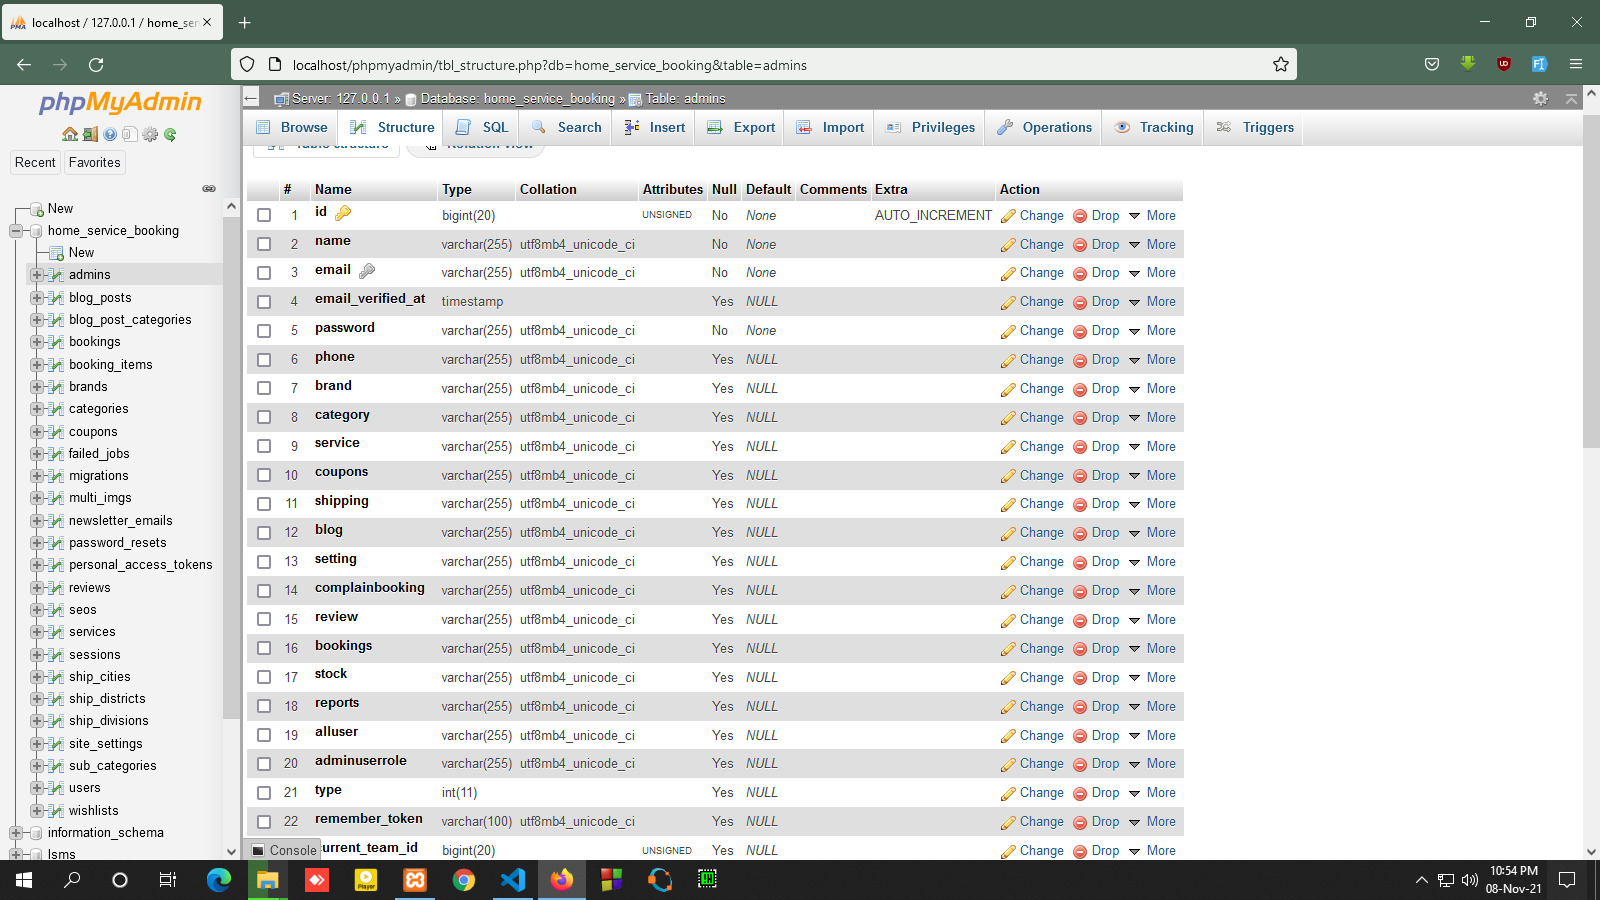 localhost / 127.0.0.1 / home_ser
localhost/phpmyadmin/tbl_structure.php?db=home_service_booking&table=admins
phpMyAdmin
Recent Favorites
New
home_service_booking
New
admins
blog_posts
blog_post_categories
bookings
booking_items
brands
categories
coupons
failed_jobs
migrations
multi_imgs
newsletter_emails
password_resets
personal_access_tokens
reviews
seos
services
sessions
ship_cities
ship_districts
ship_divisions
site_settings
sub_categories
users
wishlists
information_schema
lsms
Server: 127.0.0.1 » Database: home_service_booking » Table: admins
Browse Structure SQL Search Insert Export Import Privileges Operations Tracking Triggers
Table structure Relation view
# Name Type Collation Attributes Null Default Comments Extra Action
1 id bigint(20) UNSIGNED No None AUTO_INCREMENT Change Drop More
2 name varchar(255) utf8mb4_unicode_ci No None Change Drop More
3 email varchar(255) utf8mb4_unicode_ci No None Change Drop More
4 email_verified_at timestamp Yes NULL Change Drop More
5 password varchar(255) utf8mb4_unicode_ci No None Change Drop More
6 phone varchar(255) utf8mb4_unicode_ci Yes NULL Change Drop More
7 brand varchar(255) utf8mb4_unicode_ci Yes NULL Change Drop More
8 category varchar(255) utf8mb4_unicode_ci Yes NULL Change Drop More
9 service varchar(255) utf8mb4_unicode_ci Yes NULL Change Drop More
10 coupons varchar(255) utf8mb4_unicode_ci Yes NULL Change Drop More
11 shipping varchar(255) utf8mb4_unicode_ci Yes NULL Change Drop More
12 blog varchar(255) utf8mb4_unicode_ci Yes NULL Change Drop More
13 setting varchar(255) utf8mb4_unicode_ci Yes NULL Change Drop More
14 complainbooking varchar(255) utf8mb4_unicode_ci Yes NULL Change Drop More
15 review varchar(255) utf8mb4_unicode_ci Yes NULL Change Drop More
16 bookings varchar(255) utf8mb4_unicode_ci Yes NULL Change Drop More
17 stock varchar(255) utf8mb4_unicode_ci Yes NULL Change Drop More
18 reports varchar(255) utf8mb4_unicode_ci Yes NULL Change Drop More
19 alluser varchar(255) utf8mb4_unicode_ci Yes NULL Change Drop More
20 adminuserrole varchar(255) utf8mb4_unicode_ci Yes NULL Change Drop More
21 type int(11) Yes NULL Change Drop More
22 remember_token varchar(100) utf8mb4_unicode_ci Yes NULL Change Drop More
current_team_id bigint(20) UNSIGNED Yes NULL Change Drop More
Console
10:54 PM
08-Nov-21